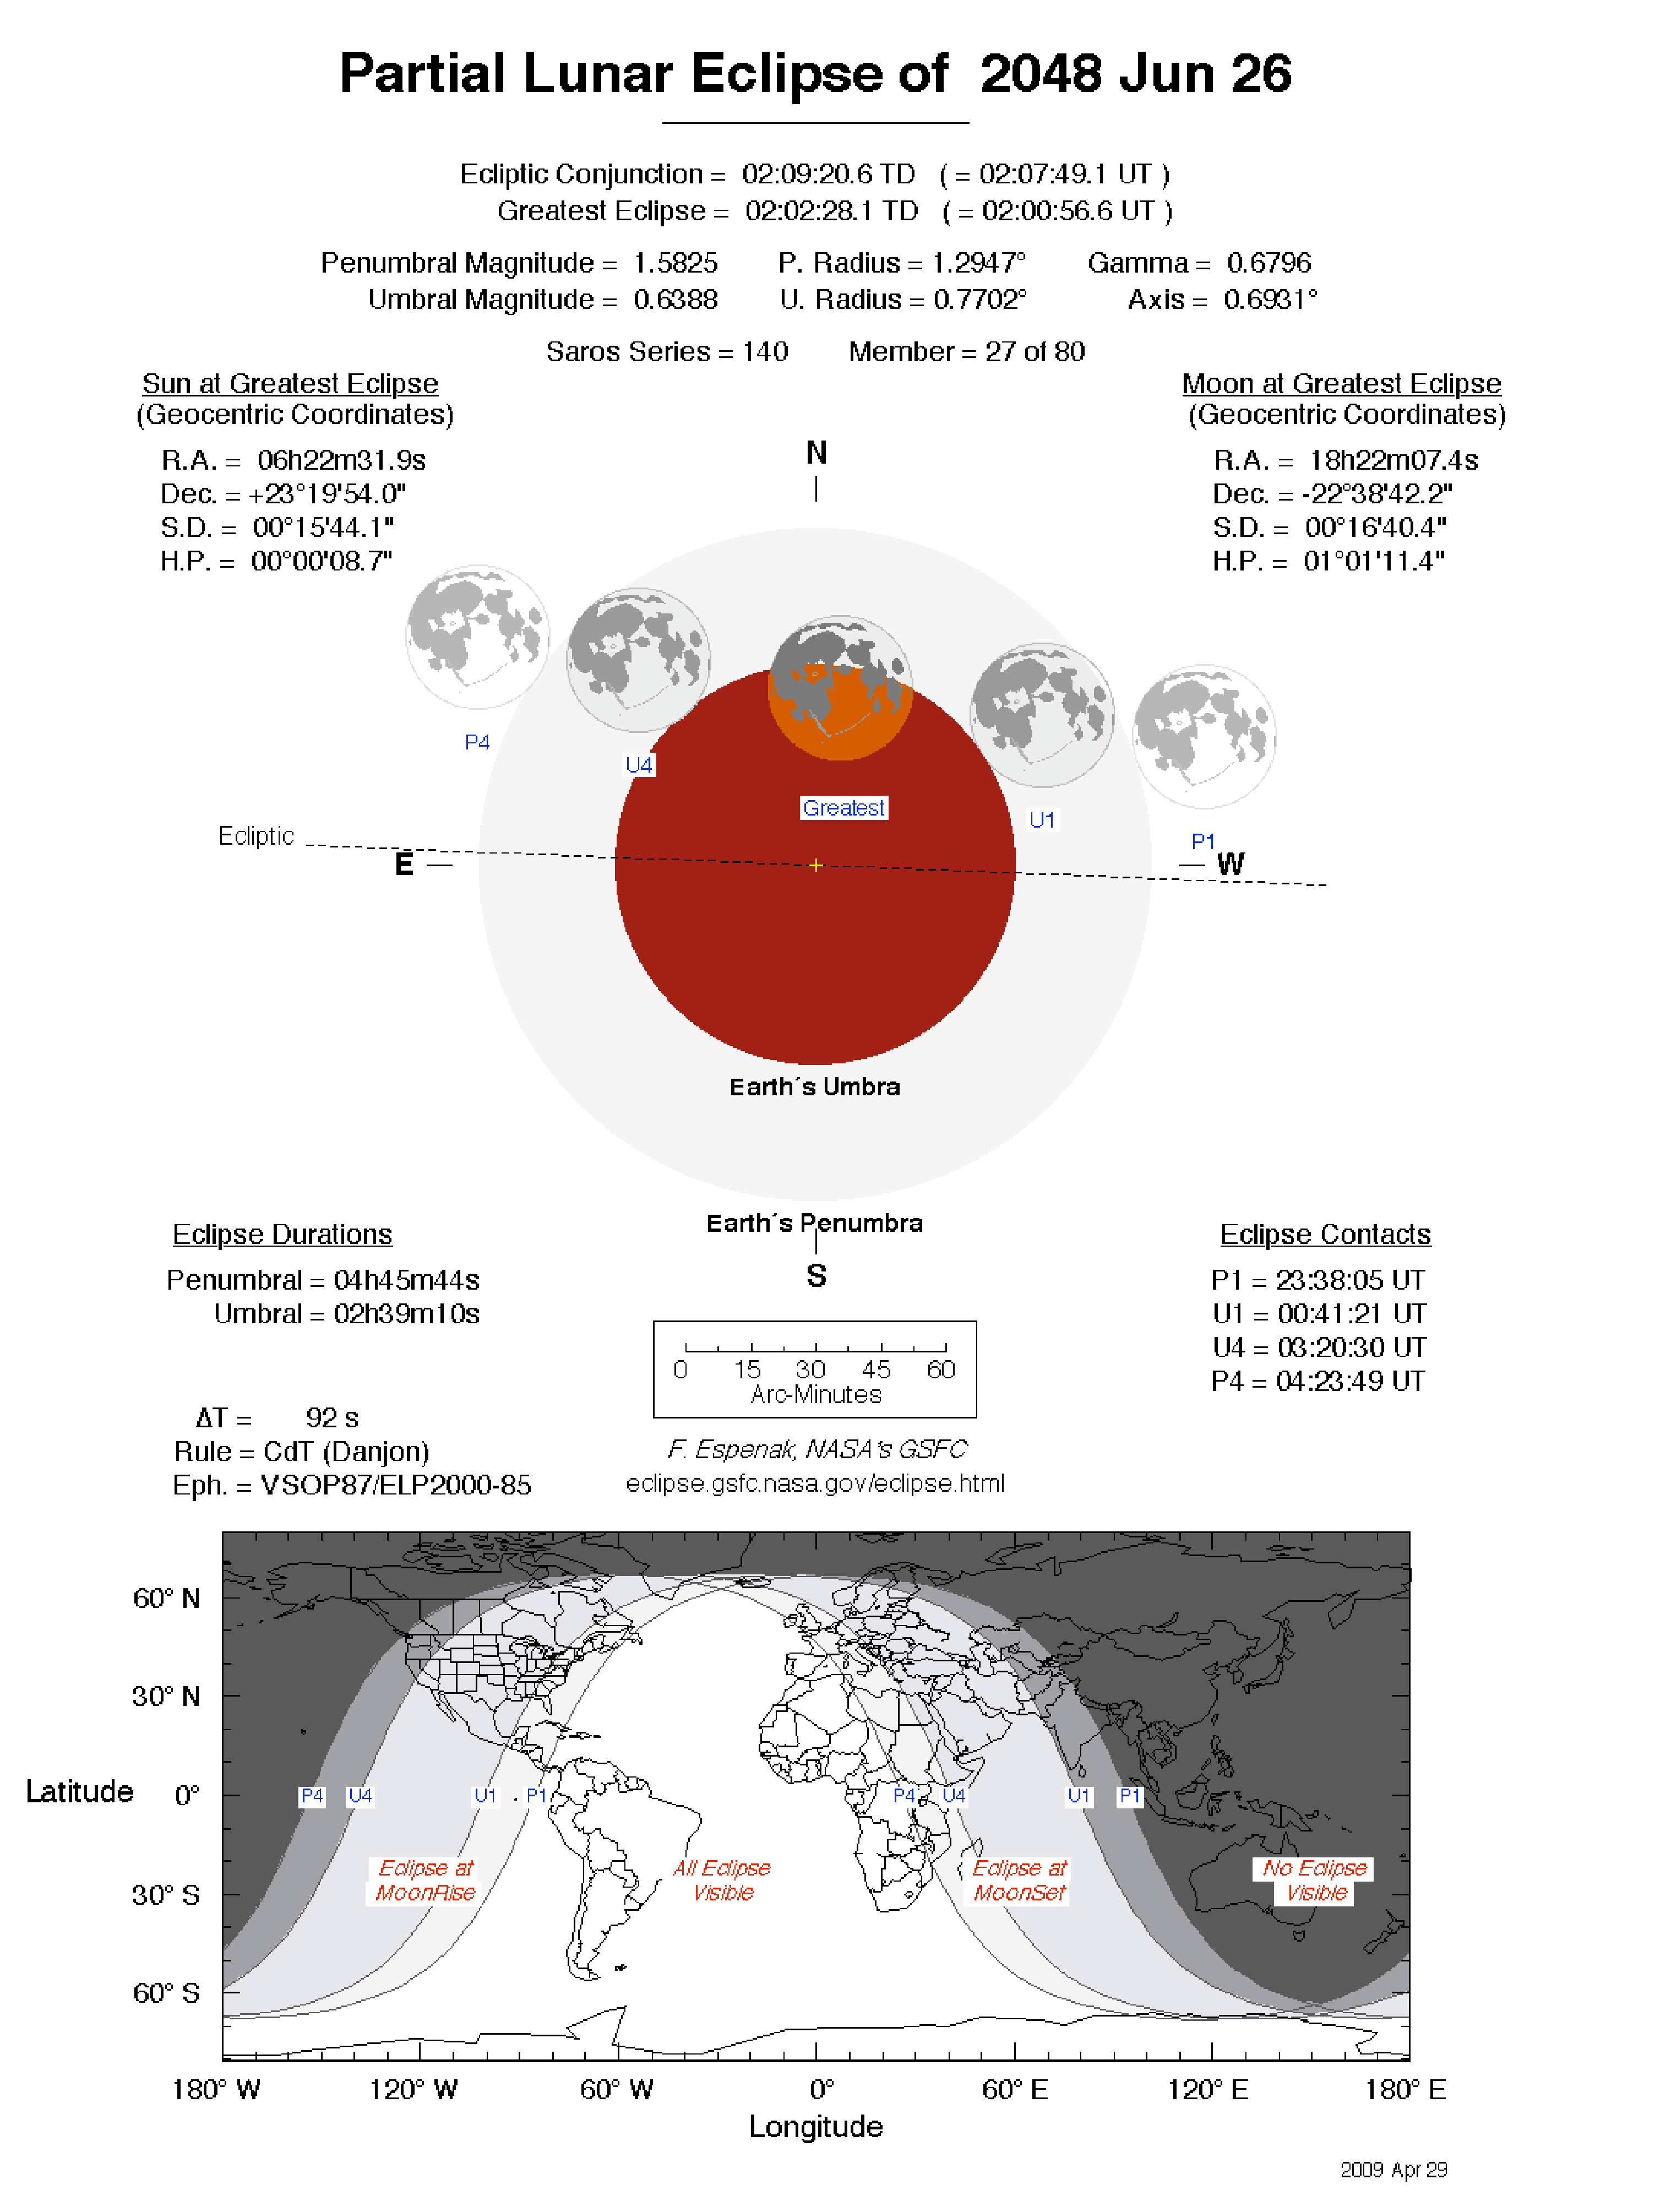 Partial Lunar Eclipse of 2048 Jun 26
Ecliptic Conjunction = 02:09:20.6 TD ( = 02:07:49.1 UT )
Greatest Eclipse = 02:02:28.1 TD ( = 02:00:56.6 UT )
Penumbral Magnitude = 1.5825 P. Radius = 1.2947° Gamma = 0.6796
Umbral Magnitude = 0.6388 U. Radius = 0.7702° Axis = 0.6931°
Saros Series = 140 Member = 27 of 80
Sun at Greatest Eclipse
(Geocentric Coordinates)
R.A. = 06h22m31.9s
Dec. = +23°19'54.0"
S.D. = 00°15'44.1"
H.P. = 00°00'08.7"
Moon at Greatest Eclipse
(Geocentric Coordinates)
R.A. = 18h22m07.4s
Dec. = -22°38'42.2"
S.D. = 00°16'40.4"
H.P. = 01°01'11.4"
N
P4
U4
Greatest
U1
P1
Ecliptic
E
W
Earth´s Umbra
Earth´s Penumbra
S
Eclipse Durations
Penumbral = 04h45m44s
Umbral = 02h39m10s
Eclipse Contacts
P1 = 23:38:05 UT
U1 = 00:41:21 UT
U4 = 03:20:30 UT
P4 = 04:23:49 UT
0 15 30 45 60
Arc-Minutes
ΔT = 92 s
Rule = CdT (Danjon)
Eph. = VSOP87/ELP2000-85
F. Espenak, NASA's GSFC
eclipse.gsfc.nasa.gov/eclipse.html
60° N
30° N
Latitude 0°
30° S
60° S
P4 U4 U1 P1 P4 U4 U1 P1
Eclipse at
MoonRise
All Eclipse
Visible
Eclipse at
MoonSet
No Eclipse
Visible
180° W 120° W 60° W 0° 60° E 120° E 180° E
Longitude
2009 Apr 29